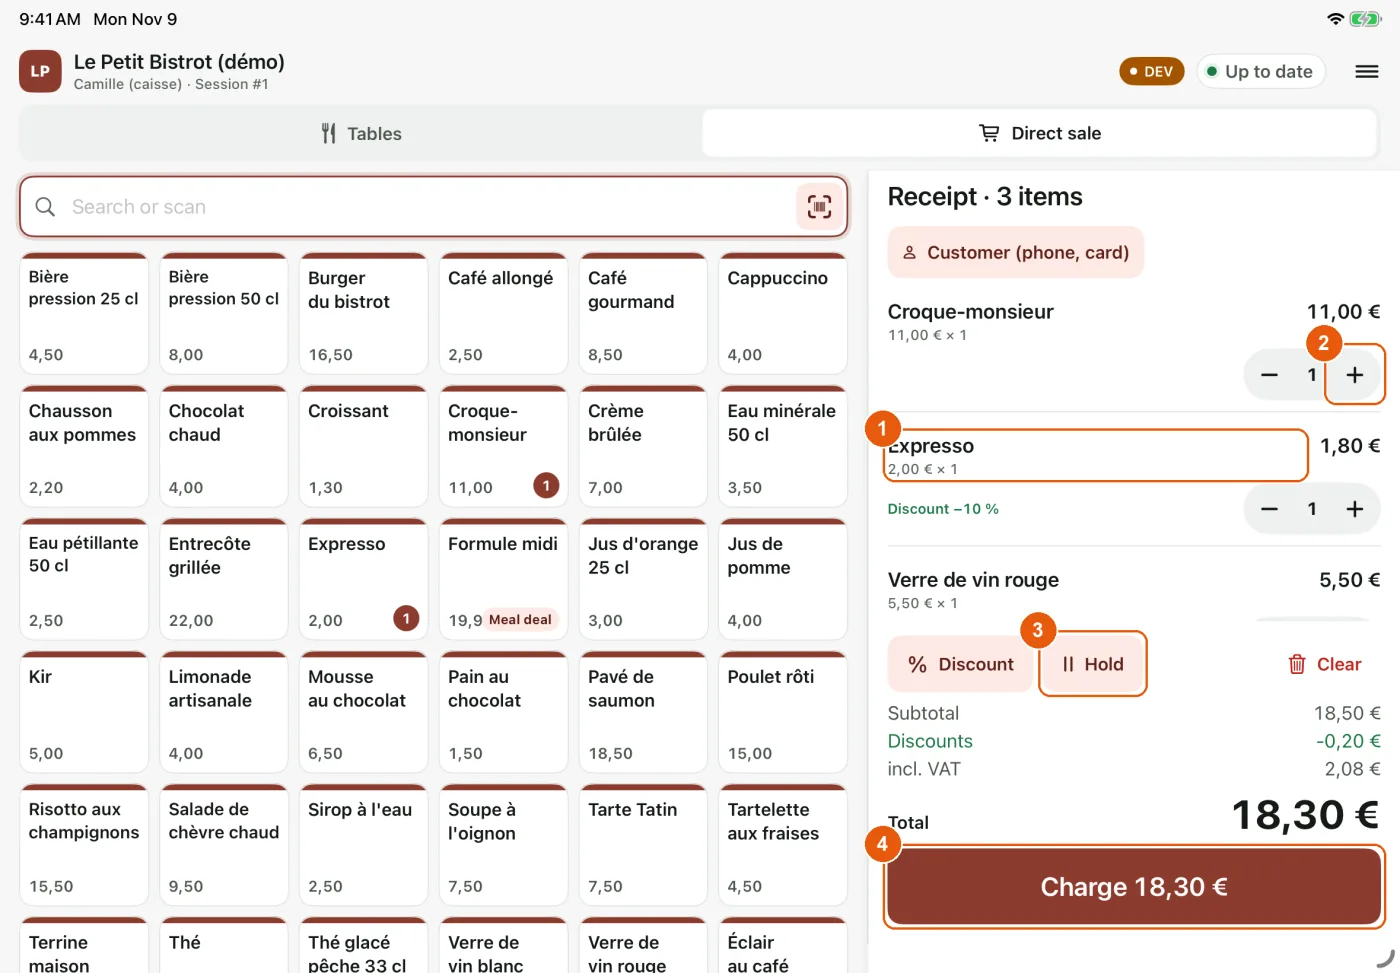 9:41 AM Mon Nov 9
LP
Le Petit Bistrot (démo)
Camille (caisse) · Session #1
DEV
Up to date
Tables
Direct sale
Search or scan
Bière
pression 25 cl
4,50
Bière
pression 50 cl
8,00
Burger
du bistrot
16,50
Café allongé
2,50
Café
gourmand
8,50
Cappuccino
4,00
Chausson
aux pommes
2,20
Chocolat
chaud
4,00
Croissant
1,30
Croque-
monsieur
11,00
1
Crème
brûlée
7,00
Eau minérale
50 cl
3,50
Eau pétillante
50 cl
2,50
Entrecôte
grillée
22,00
Expresso
2,00
1
Formule midi
19,9
Meal deal
Jus d'orange
25 cl
3,00
Jus de
pomme
4,00
Kir
5,00
Limonade
artisanale
4,00
Mousse
au chocolat
6,50
Pain au
chocolat
1,50
Pavé de
saumon
18,50
Poulet rôti
15,00
Risotto aux
champignons
15,50
Salade de
chèvre chaud
9,50
Sirop à l'eau
2,50
Soupe à
l'oignon
7,50
Tarte Tatin
7,50
Tartelette
aux fraises
4,50
Terrine
maison
Thé
Thé glacé
pêche 33 cl
Verre de
vin blanc
Verre de
vin rouge
Éclair
au café
Receipt · 3 items
Customer (phone, card)
Croque-monsieur 11,00 €
11,00 € × 1
2
− 1 +
1
Expresso 1,80 €
2,00 € × 1
Discount −10 % − 1 +
Verre de vin rouge 5,50 €
5,50 € × 1
3
% Discount Hold Clear
Subtotal 18,50 €
Discounts -0,20 €
incl. VAT 2,08 €
Total 18,30 €
4
Charge 18,30 €